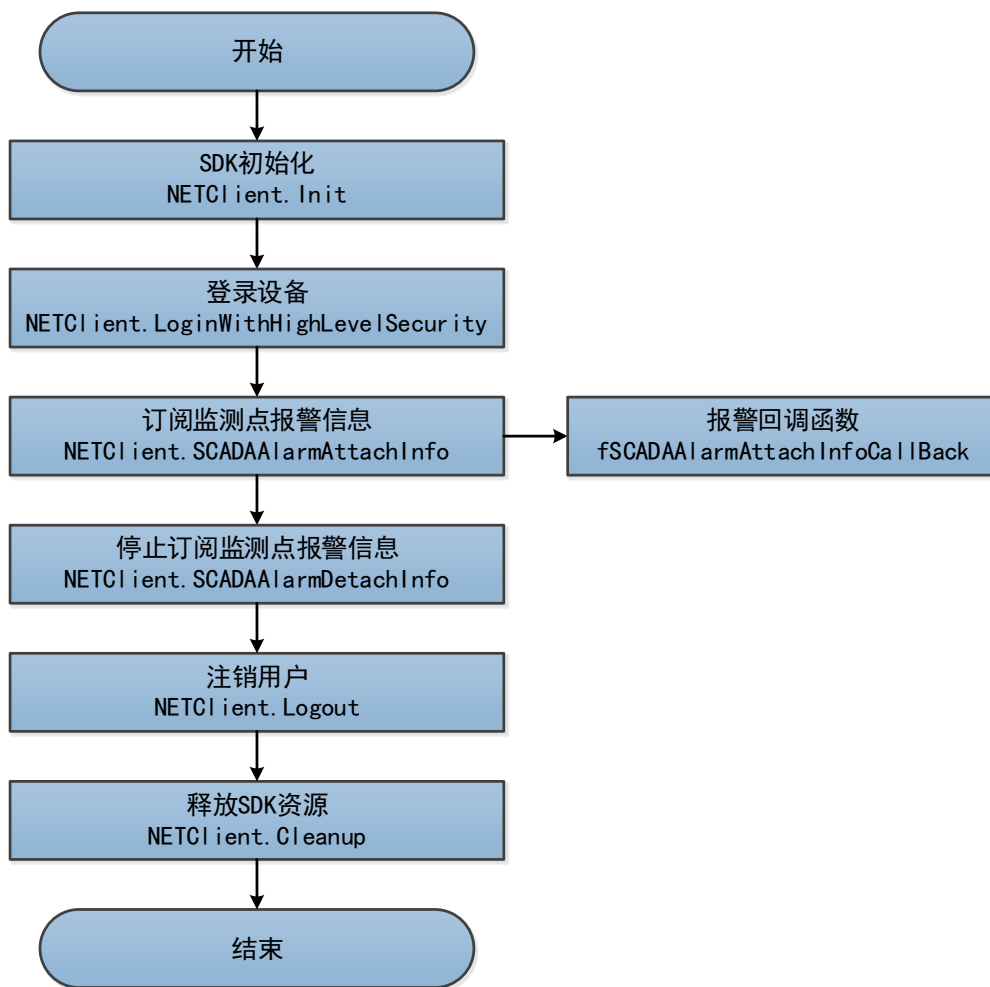 开始
SDK初始化
NETClient.Init
登录设备
NETClient.LoginWithHighLevelSecurity
订阅监测点报警信息
NETClient.SCADAAlarmAttachInfo
报警回调函数
fSCADAAlarmAttachInfoCallBack
停止订阅监测点报警信息
NETClient.SCADAAlarmDetachInfo
注销用户
NETClient.Logout
释放SDK资源
NETClient.Cleanup
结束